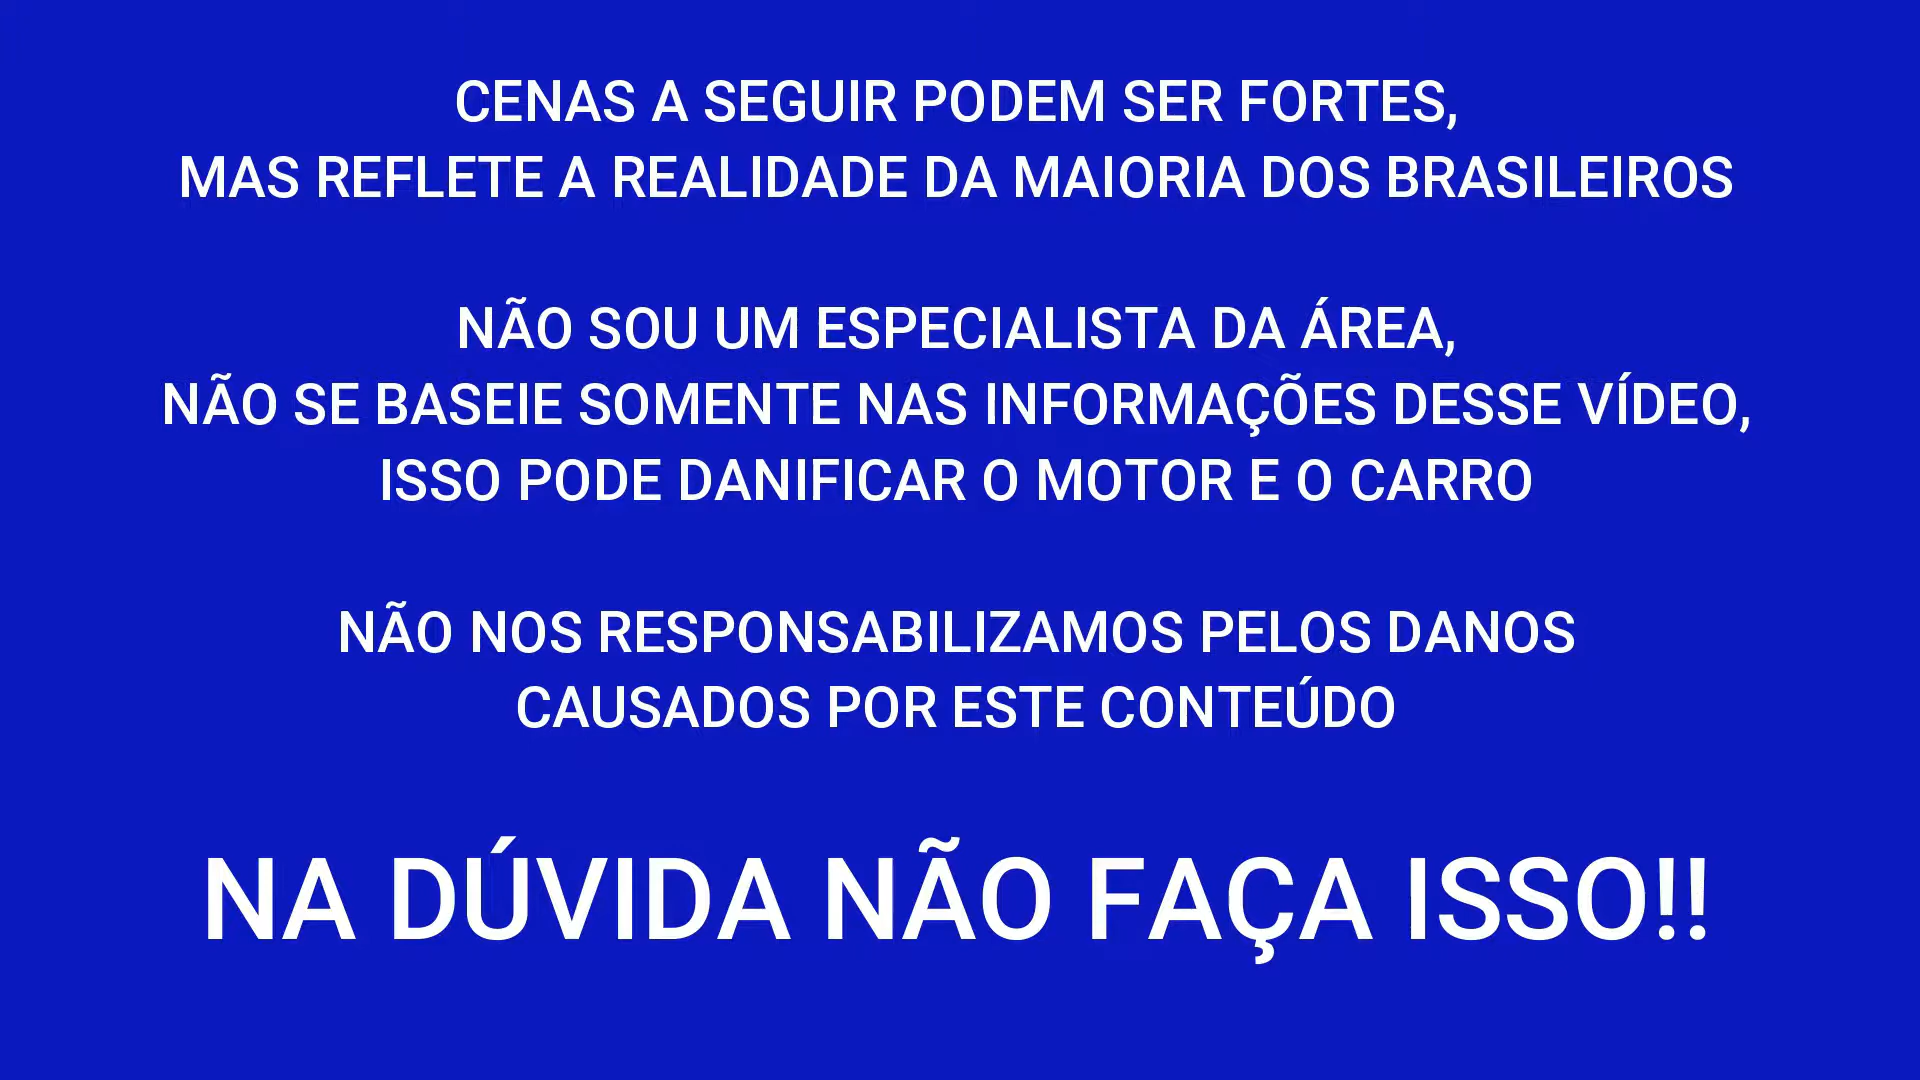 CENAS A SEGUIR PODEM SER FORTES,
MAS REFLETE A REALIDADE DA MAIORIA DOS BRASILEIROS
NÃO SOU UM ESPECIALISTA DA ÁREA,
NÃO SE BASEIE SOMENTE NAS INFORMAÇÕES DESSE VÍDEO,
ISSO PODE DANIFICAR O MOTOR E O CARRO
NÃO NOS RESPONSABILIZAMOS PELOS DANOS
CAUSADOS POR ESTE CONTEÚDO
NA DÚVIDA NÃO FAÇA ISSO!!